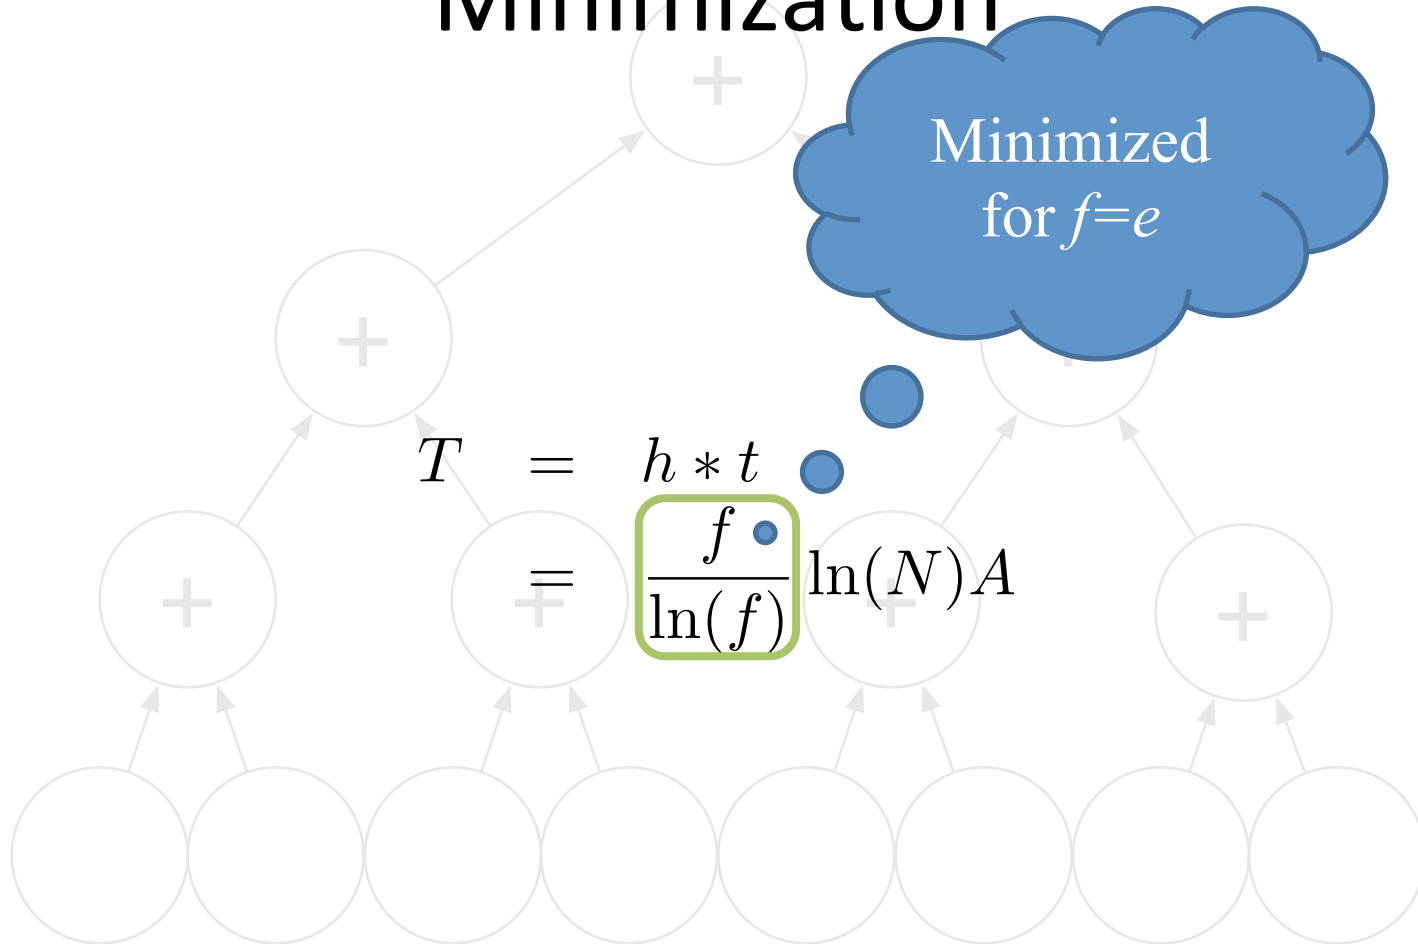 Minimization
+
Minimized
for f=e
+
+
T = h ∗ t
= f/ln(f) ln(N)A
+
+
+
+